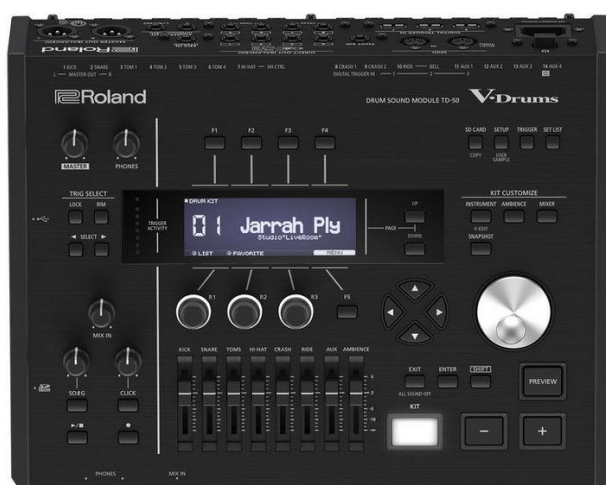 1 KICK 2 SNARE 3 TOM 1 4 TOM 2 5 TOM 3 6 TOM 4 7 HI-HAT HH CTRL 8 CRASH 1 9 CRASH 2 10 RIDE BELL 11 AUX 1 12 AUX 2 13 AUX 3 14 AUX 4
L MASTER OUT R DIGITAL TRIGGER IN 1 2 3
Roland
DRUM SOUND MODULE TD-50 V-Drums
MASTER PHONES
F1 F2 F3 F4
SD CARD SETUP TRIGGER SET LIST
COPY USER SAMPLE
TRIG SELECT
LOCK RIM
SELECT
TRIGGER ACTIVITY
DRUM KIT
01 Jarrah Ply
Studio"LiveRoom"
LIST FAVORITE MENU
UP
PAGE
DOWN
KIT CUSTOMIZE
INSTRUMENT AMBIENCE MIXER
V-EDIT
SNAPSHOT
R1 R2 R3 F5
MIX IN
KICK SNARE TOMS HI-HAT CRASH RIDE AUX AMBIENCE
SONG CLICK
EXIT ENTER SHIFT
ALL SOUND OFF
PREVIEW
KIT
- +
PHONES MIX IN